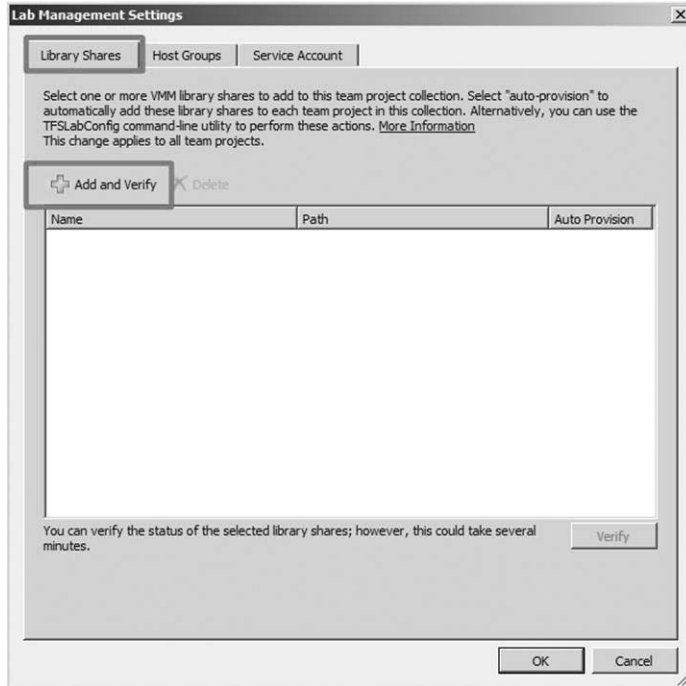 Lab Management Settings
Library Shares
Host Groups
Service Account
Select one or more VMM library shares to add to this team project collection. Select "auto-provision" to
automatically add these library shares to each team project in this collection. Alternatively, you can use the
TFSLabConfig command-line utility to perform these actions. More Information
This change applies to all team projects.
Add and Verify
Delete
Name
Path
Auto Provision
You can verify the status of the selected library shares; however, this could take several
minutes.
Verify
OK
Cancel